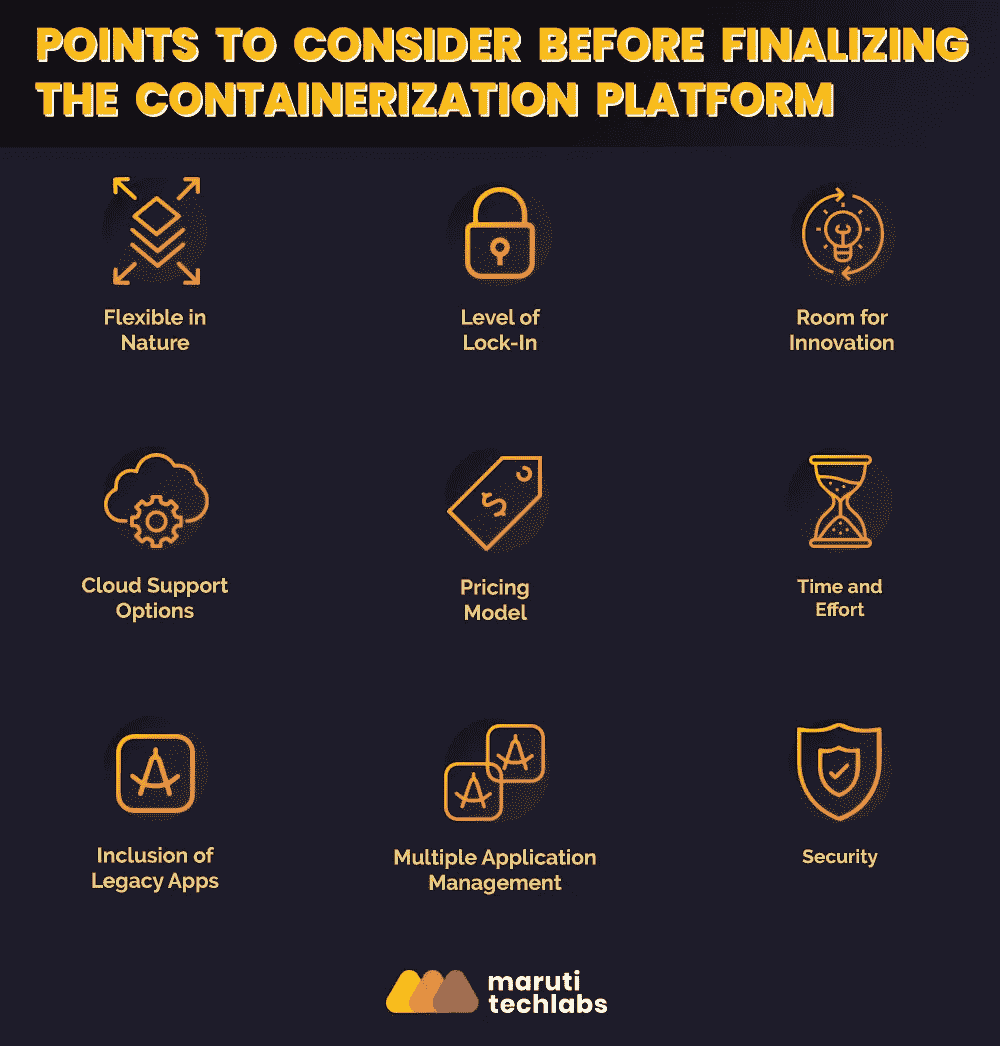 POINTS TO CONSIDER BEFORE FINALIZING
THE CONTAINERIZATION PLATFORM
Flexible in
Nature
Level of
Lock-In
Room for
Innovation
Cloud Support
Options
Pricing
Model
Time and
Effort
Inclusion of
Legacy Apps
Multiple Application
Management
Security
maruti
techlabs